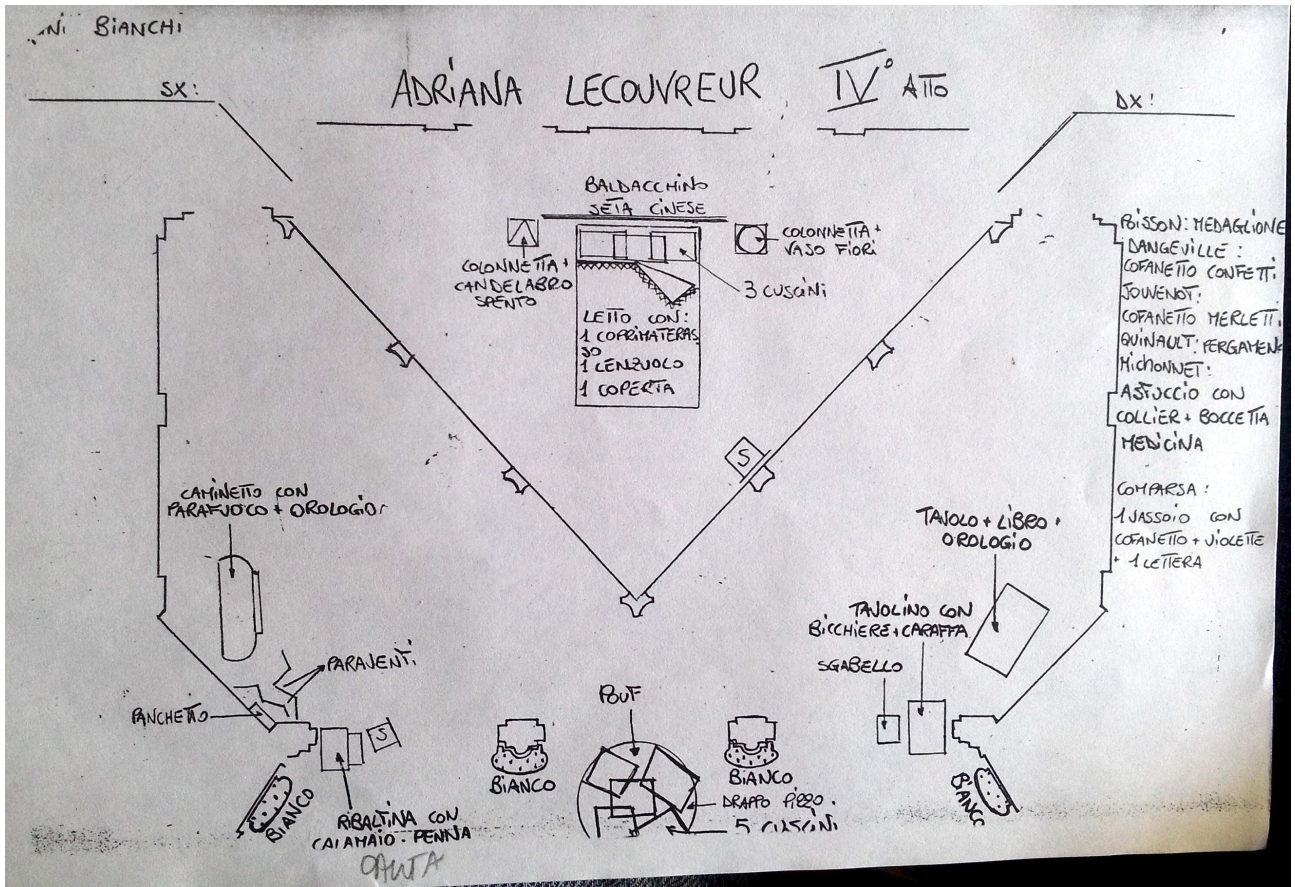 BIANCHI
SX:
ADRIANA LECOUVREUR IV° ATTO
DX:
BALDACCHINO
SETA CINESE
COLONNETTA +
CANDELABRO
SPENTO
COLONNETTA +
VASO FIORI
3 CUSCINI
LETTO CON:
1 COPRIMATERAS
SO
1 LENZUOLO
1 COPERTA
POISSON: MEDAGLIONE
DANGEVILLE:
COFANETTO CONFETTI
JOUVENOT:
COFANETTO MERLETTI
QUINAULT: PERGAMEN
MICHONNET:
ASTUCCIO CON
COLLIER + BOCCETTA
MEDICINA
COMPARSA:
1 VASSOIO CON
COFANETTO + VIOLETTE
+ 1 LETTERA
S
CAMINETTO CON
PARAFUOCO + OROLOGIO
TAVOLO + LIBRO +
OROLOGIO
TAVOLINO CON
BICCHIERE + CARAFFA
SGABELLO
PARAVENTI
PANCHETTO
S
POUF
BIANCO
BIANCO
BIANCO
BIANCO
DRAPPO PIZZO
5 CUSCINI
RIBALTINA CON
CALAMAIO - PENNA
CARTA